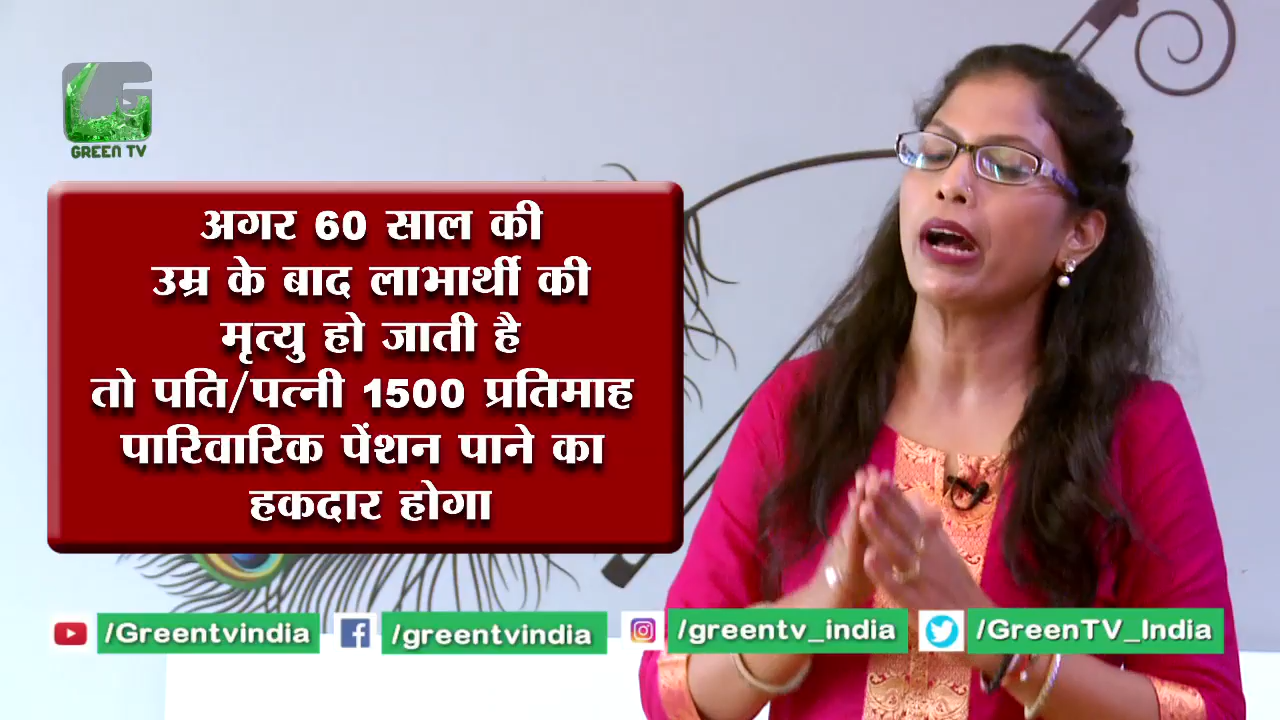 GREEN TV
अगर 60 साल की
उम्र के बाद लाभार्थी की
मृत्यु हो जाती है
तो पति/पत्नी 1500 प्रतिमाह
पारिवारिक पेंशन पाने का
हकदार होगा
/Greentvindia /greentvindia /greentv_india /GreenTV_India